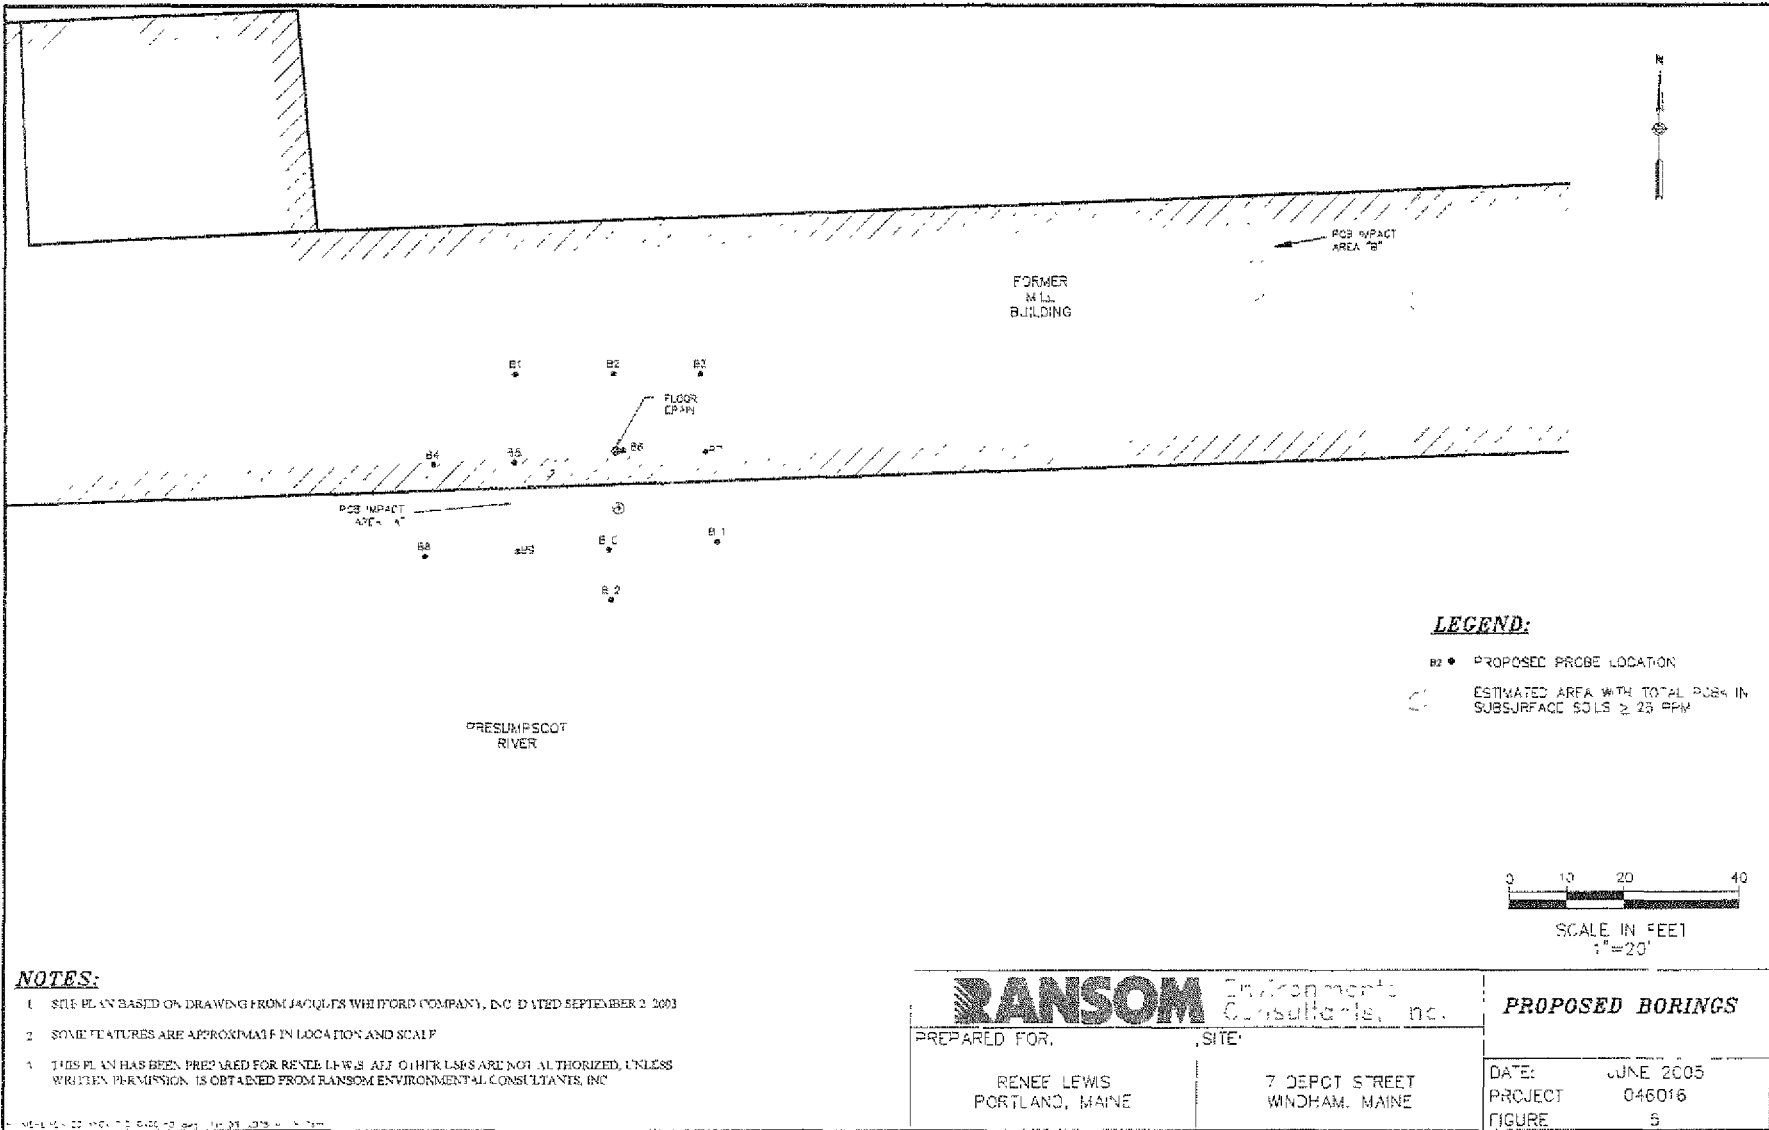 N
PCB IMPACT
AREA "B"
FORMER
MILL
BUILDING
B1
B2
B3
FLOOR
DRAIN
B4
B5
B6
B7
PCB IMPACT
AREA "A"
B8
B9
B10
B11
B12
PRESUMPSCOT
RIVER
LEGEND:
B2 PROPOSED PROBE LOCATION
ESTIMATED AREA WITH TOTAL PCBs IN
SUBSURFACE SOILS ≥ 25 PPM
0 10 20 40
SCALE IN FEET
1"=20'
NOTES:
1 SITE PLAN BASED ON DRAWING FROM JACQUES WHITFORD COMPANY, INC DATED SEPTEMBER 2 2003
2 SOME FEATURES ARE APPROXIMATE IN LOCATION AND SCALE
3 THIS PLAN HAS BEEN PREPARED FOR RENEE LEWIS ALL OTHER USES ARE NOT AUTHORIZED, UNLESS
WRITTEN PERMISSION IS OBTAINED FROM RANSOM ENVIRONMENTAL CONSULTANTS, INC
RANSOM Environmental
Consultants, Inc.
PREPARED FOR:
RENEE LEWIS
PORTLAND, MAINE
SITE:
7 DEPOT STREET
WINDHAM, MAINE
PROPOSED BORINGS
DATE: JUNE 2005
PROJECT 046016
FIGURE 5